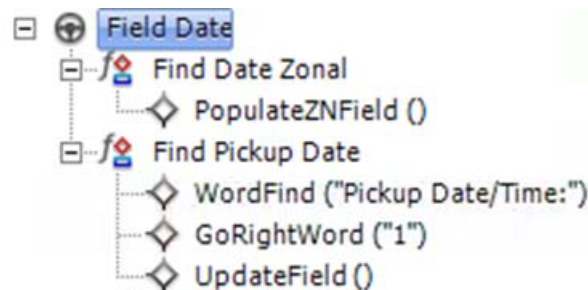 Field Date
Find Date Zonal
PopulateZNField ()
Find Pickup Date
WordFind ("Pickup Date/Time:")
GoRightWord ("1")
UpdateField ()